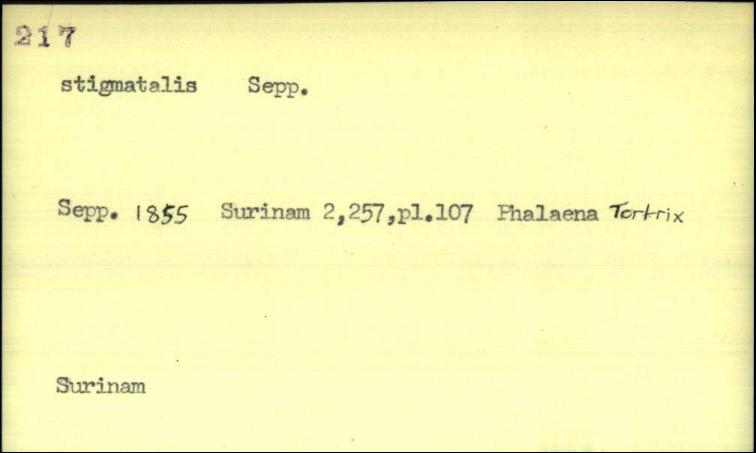 217
stigmatalis Sepp.
Sepp. 1855 Surinam 2,257,pl.107 Phalaena Tortrix
Surinam